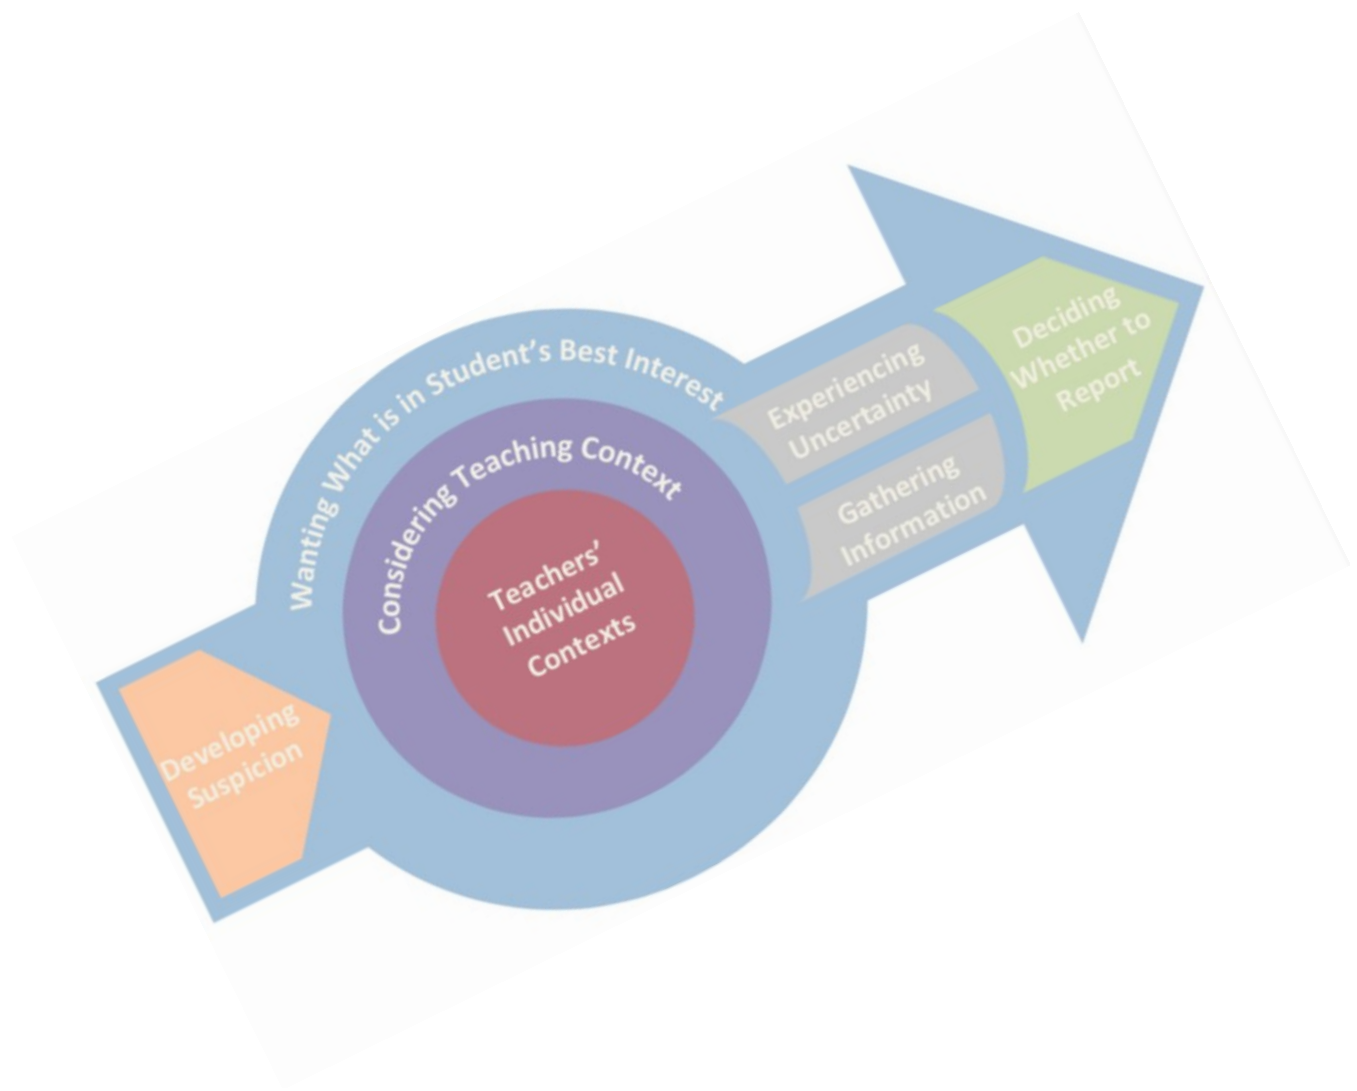 Wanting What is in Student’s Best Interest
Considering Teaching Context
Teachers’
Individual
Contexts
Developing
Suspicion
Experiencing
Uncertainty
Gathering
Information
Deciding
Whether to
Report